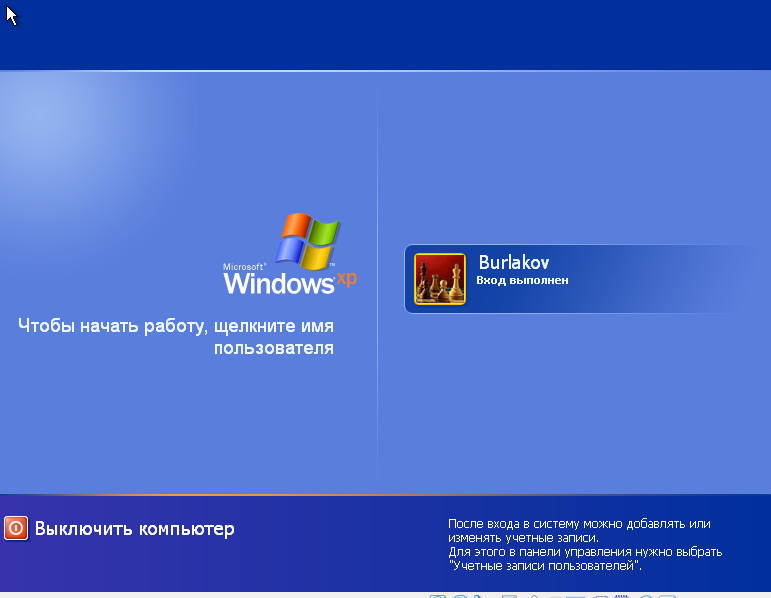 Microsoft®
Windows xp
™
Чтобы начать работу, щелкните имя
пользователя
Burlakov
Вход выполнен
Выключить компьютер
После входа в систему можно добавлять или
изменять учетные записи.
Для этого в панели управления нужно выбрать
"Учетные записи пользователей".